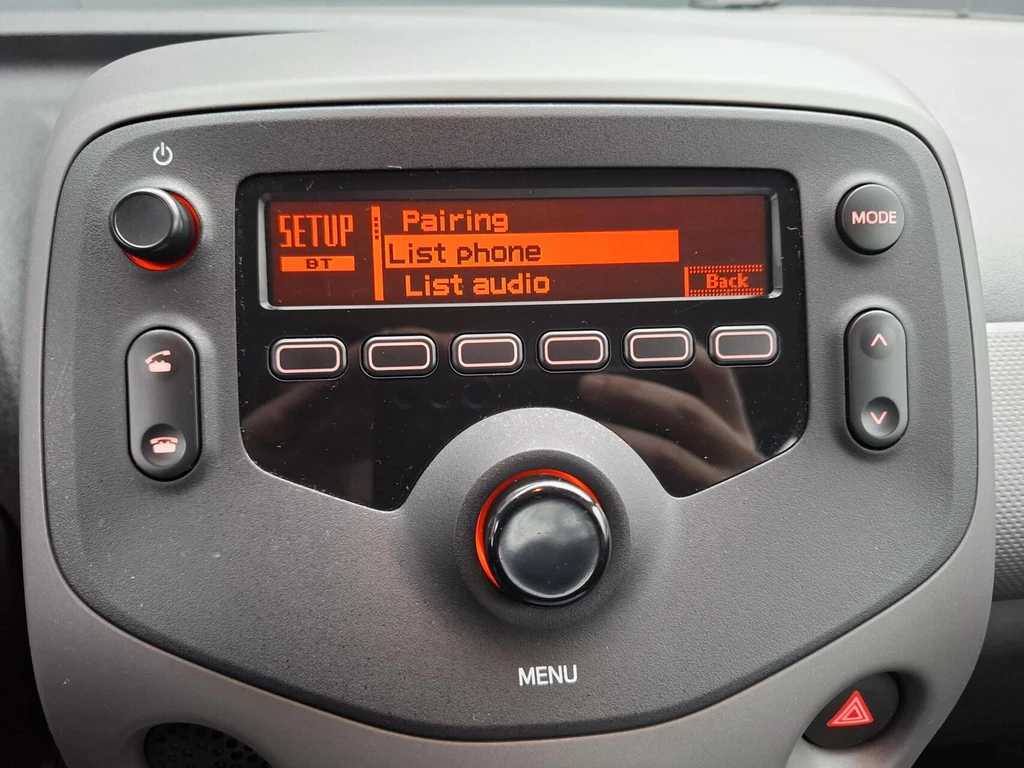 SETUP
BT
Pairing
List phone
List audio
Back
MODE
MENU